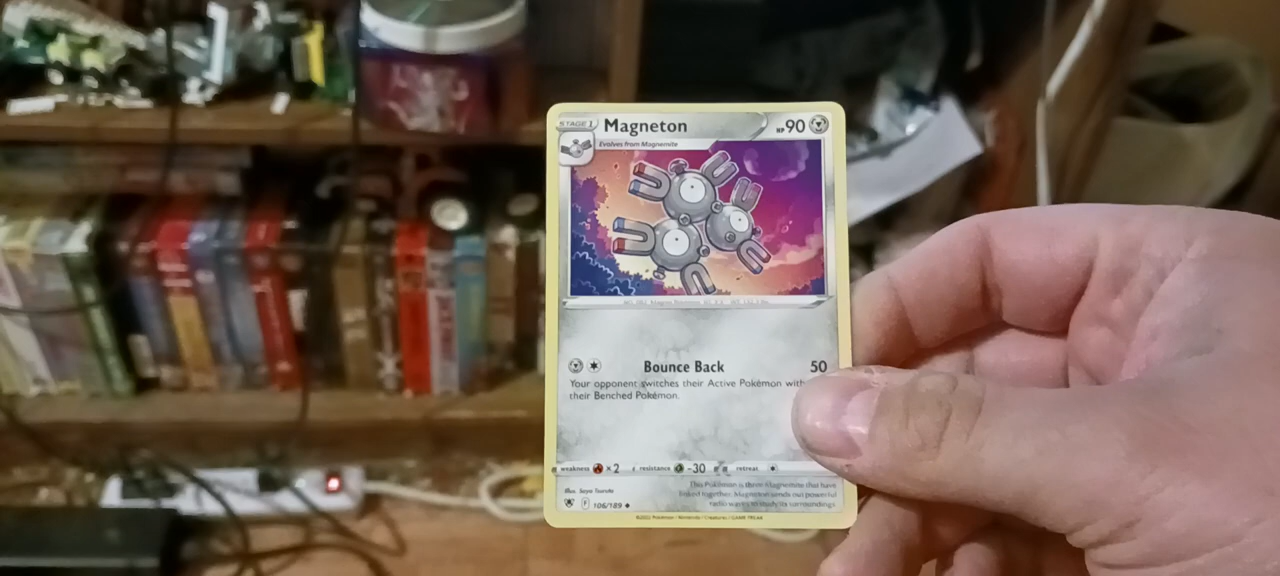 STAGE 1 Magneton HP 90
Evolves from Magnemite
Bounce Back 50
Your opponent switches their Active Pokémon with
their Benched Pokémon.
weakness ×2 resistance -30 retreat
This Pokémon is three Magnemite that have
linked together. Magneton sends out powerful
radio waves to study its surroundings.
Illus. Saya Tsuruta
F 106/189
©2022 Pokémon / Nintendo / Creatures / GAME FREAK